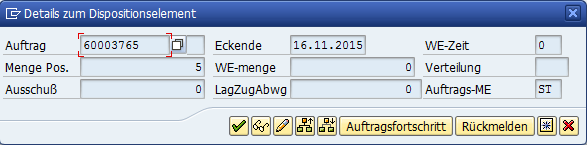 Details zum Dispositionselement
Auftrag 60003765 Eckende 16.11.2015 WE-Zeit 0
Menge Pos. 5 WE-menge 0 Verteilung
Ausschuß 0 LagZugAbwg 0 Auftrags-ME ST
Auftragsfortschritt Rückmelden